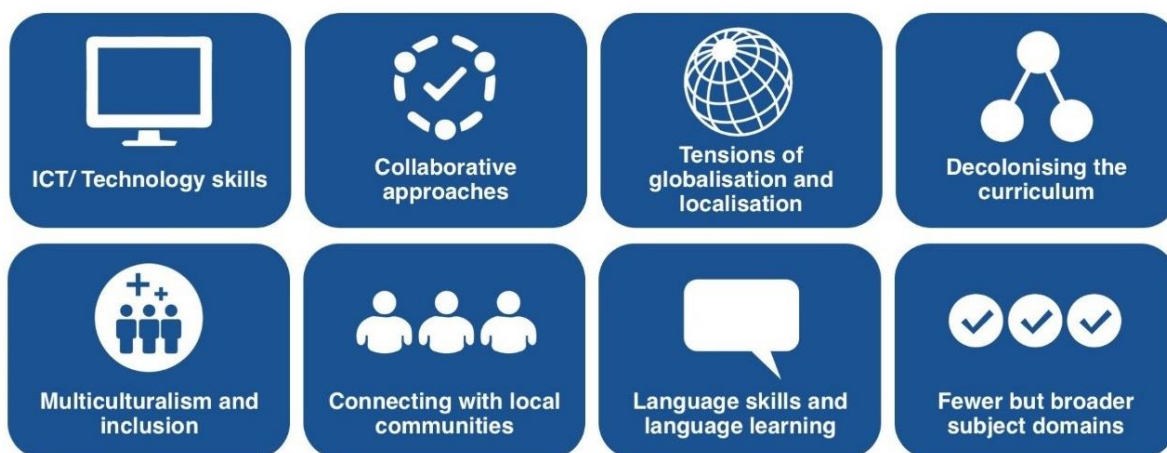 ICT/ Technology skills
Collaborative
approaches
Tensions of
globalisation and
localisation
Decolonising the
curriculum
Multiculturalism and
inclusion
Connecting with local
communities
Language skills and
language learning
Fewer but broader
subject domains